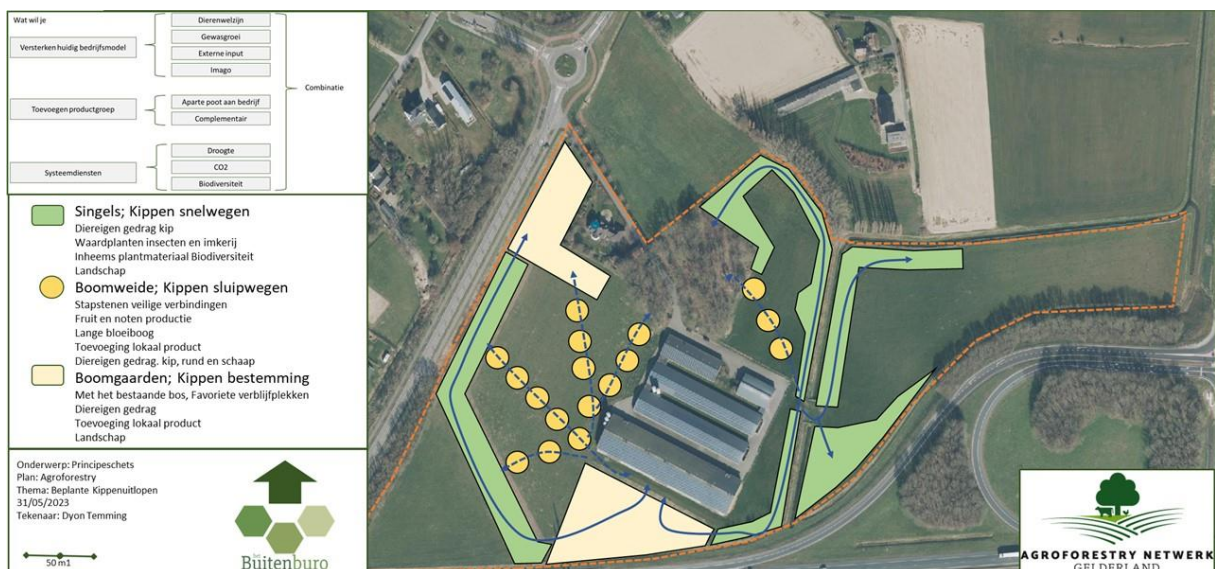 Wat wil je
Versterken huidig bedrijfsmodel
Dierenwelzijn
Gewasgroei
Externe input
Imago
Toevoegen productgroep
Aparte poot aan bedrijf
Complementair
Systeemdiensten
Droogte
CO2
Biodiversiteit
Combinatie
Singels; Kippen snelwegen
Diereigen gedrag kip
Waardplanten insecten en imkerij
Inheems plantmateriaal Biodiversiteit
Landschap
Boomweide; Kippen sluipwegen
Stapstenen veilige verbindingen
Fruit en noten productie
Lange bloeiboog
Toevoeging lokaal product
Diereigen gedrag. kip, rund en schaap
Boomgaarden; Kippen bestemming
Met het bestaande bos, Favoriete verblijfplekken
Diereigen gedrag
Toevoeging lokaal product
Landschap
Onderwerp: Principeschets
Plan: Agroforestry
Thema: Beplante Kippenuitlopen
31/05/2023
Tekenaar: Dyon Temming
50 m1
het
Buitenburo
AGROFORESTRY NETWERK
GELDERLAND